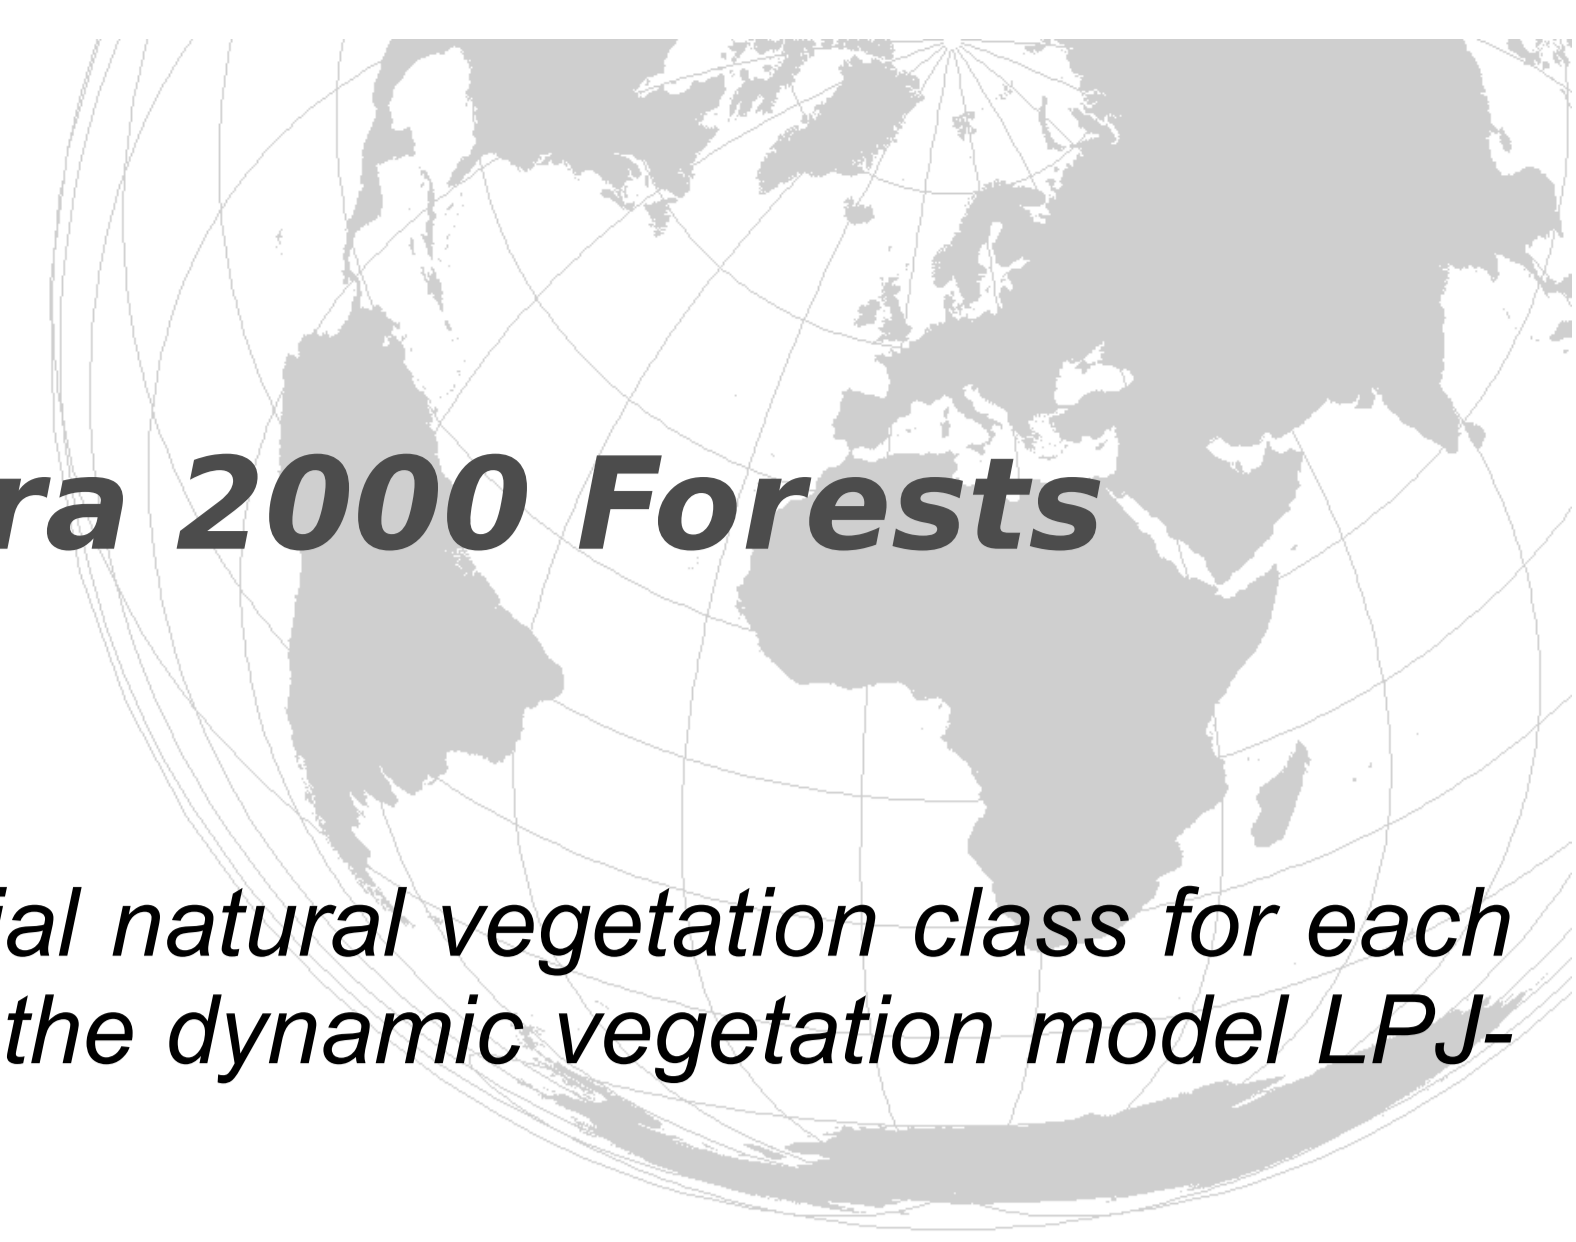 ra 2000 Forests
ial natural vegetation class for each
the dynamic vegetation model LPJ-